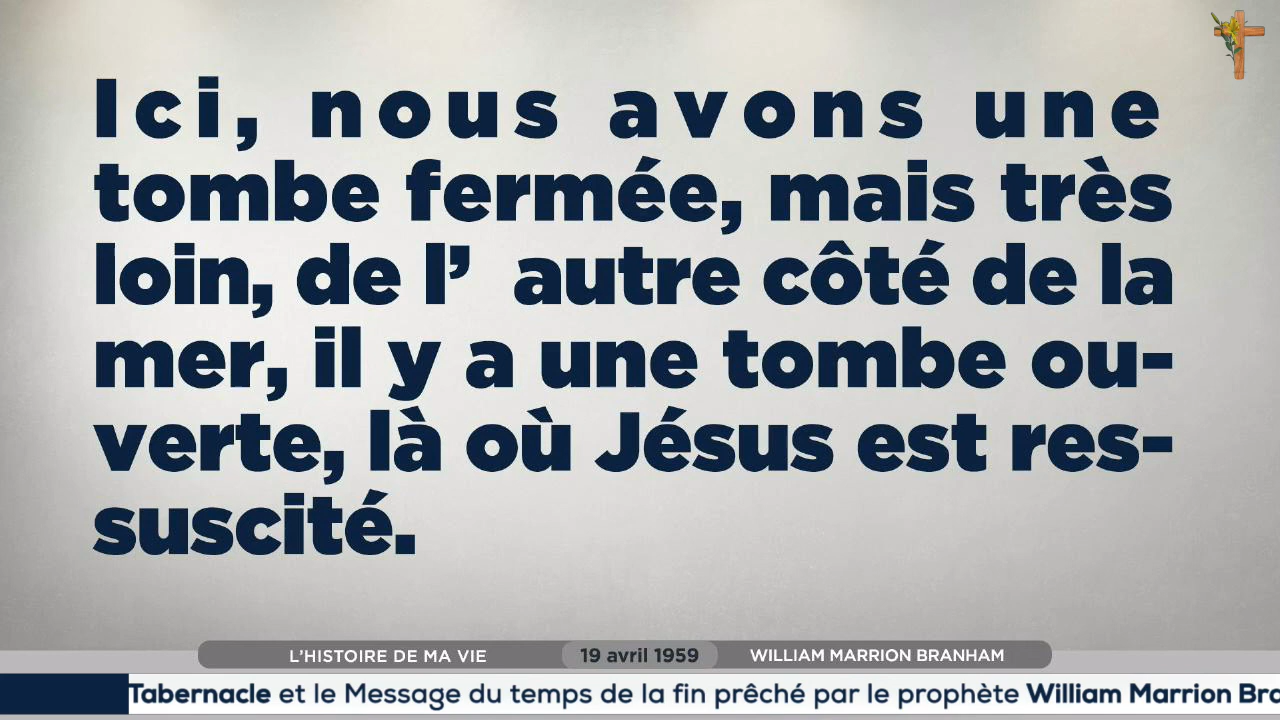 Ici, nous avons une
tombe fermée, mais très
loin, de l’ autre côté de la
mer, il y a une tombe ou-
verte, là où Jésus est res-
suscité.
L’HISTOIRE DE MA VIE 19 avril 1959 WILLIAM MARRION BRANHAM
Tabernacle et le Message du temps de la fin prêché par le prophète William Marrion